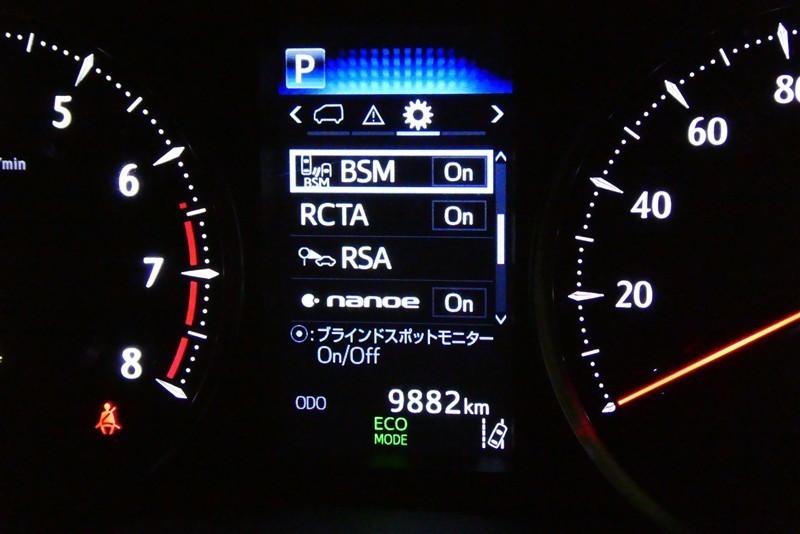 P
5
6
7
8
/min
BSM
BSM On
RCTA On
RSA
nanoe On
:ブラインドスポットモニター
On/Off
ODO 9882km
ECO
MODE
80
60
40
20